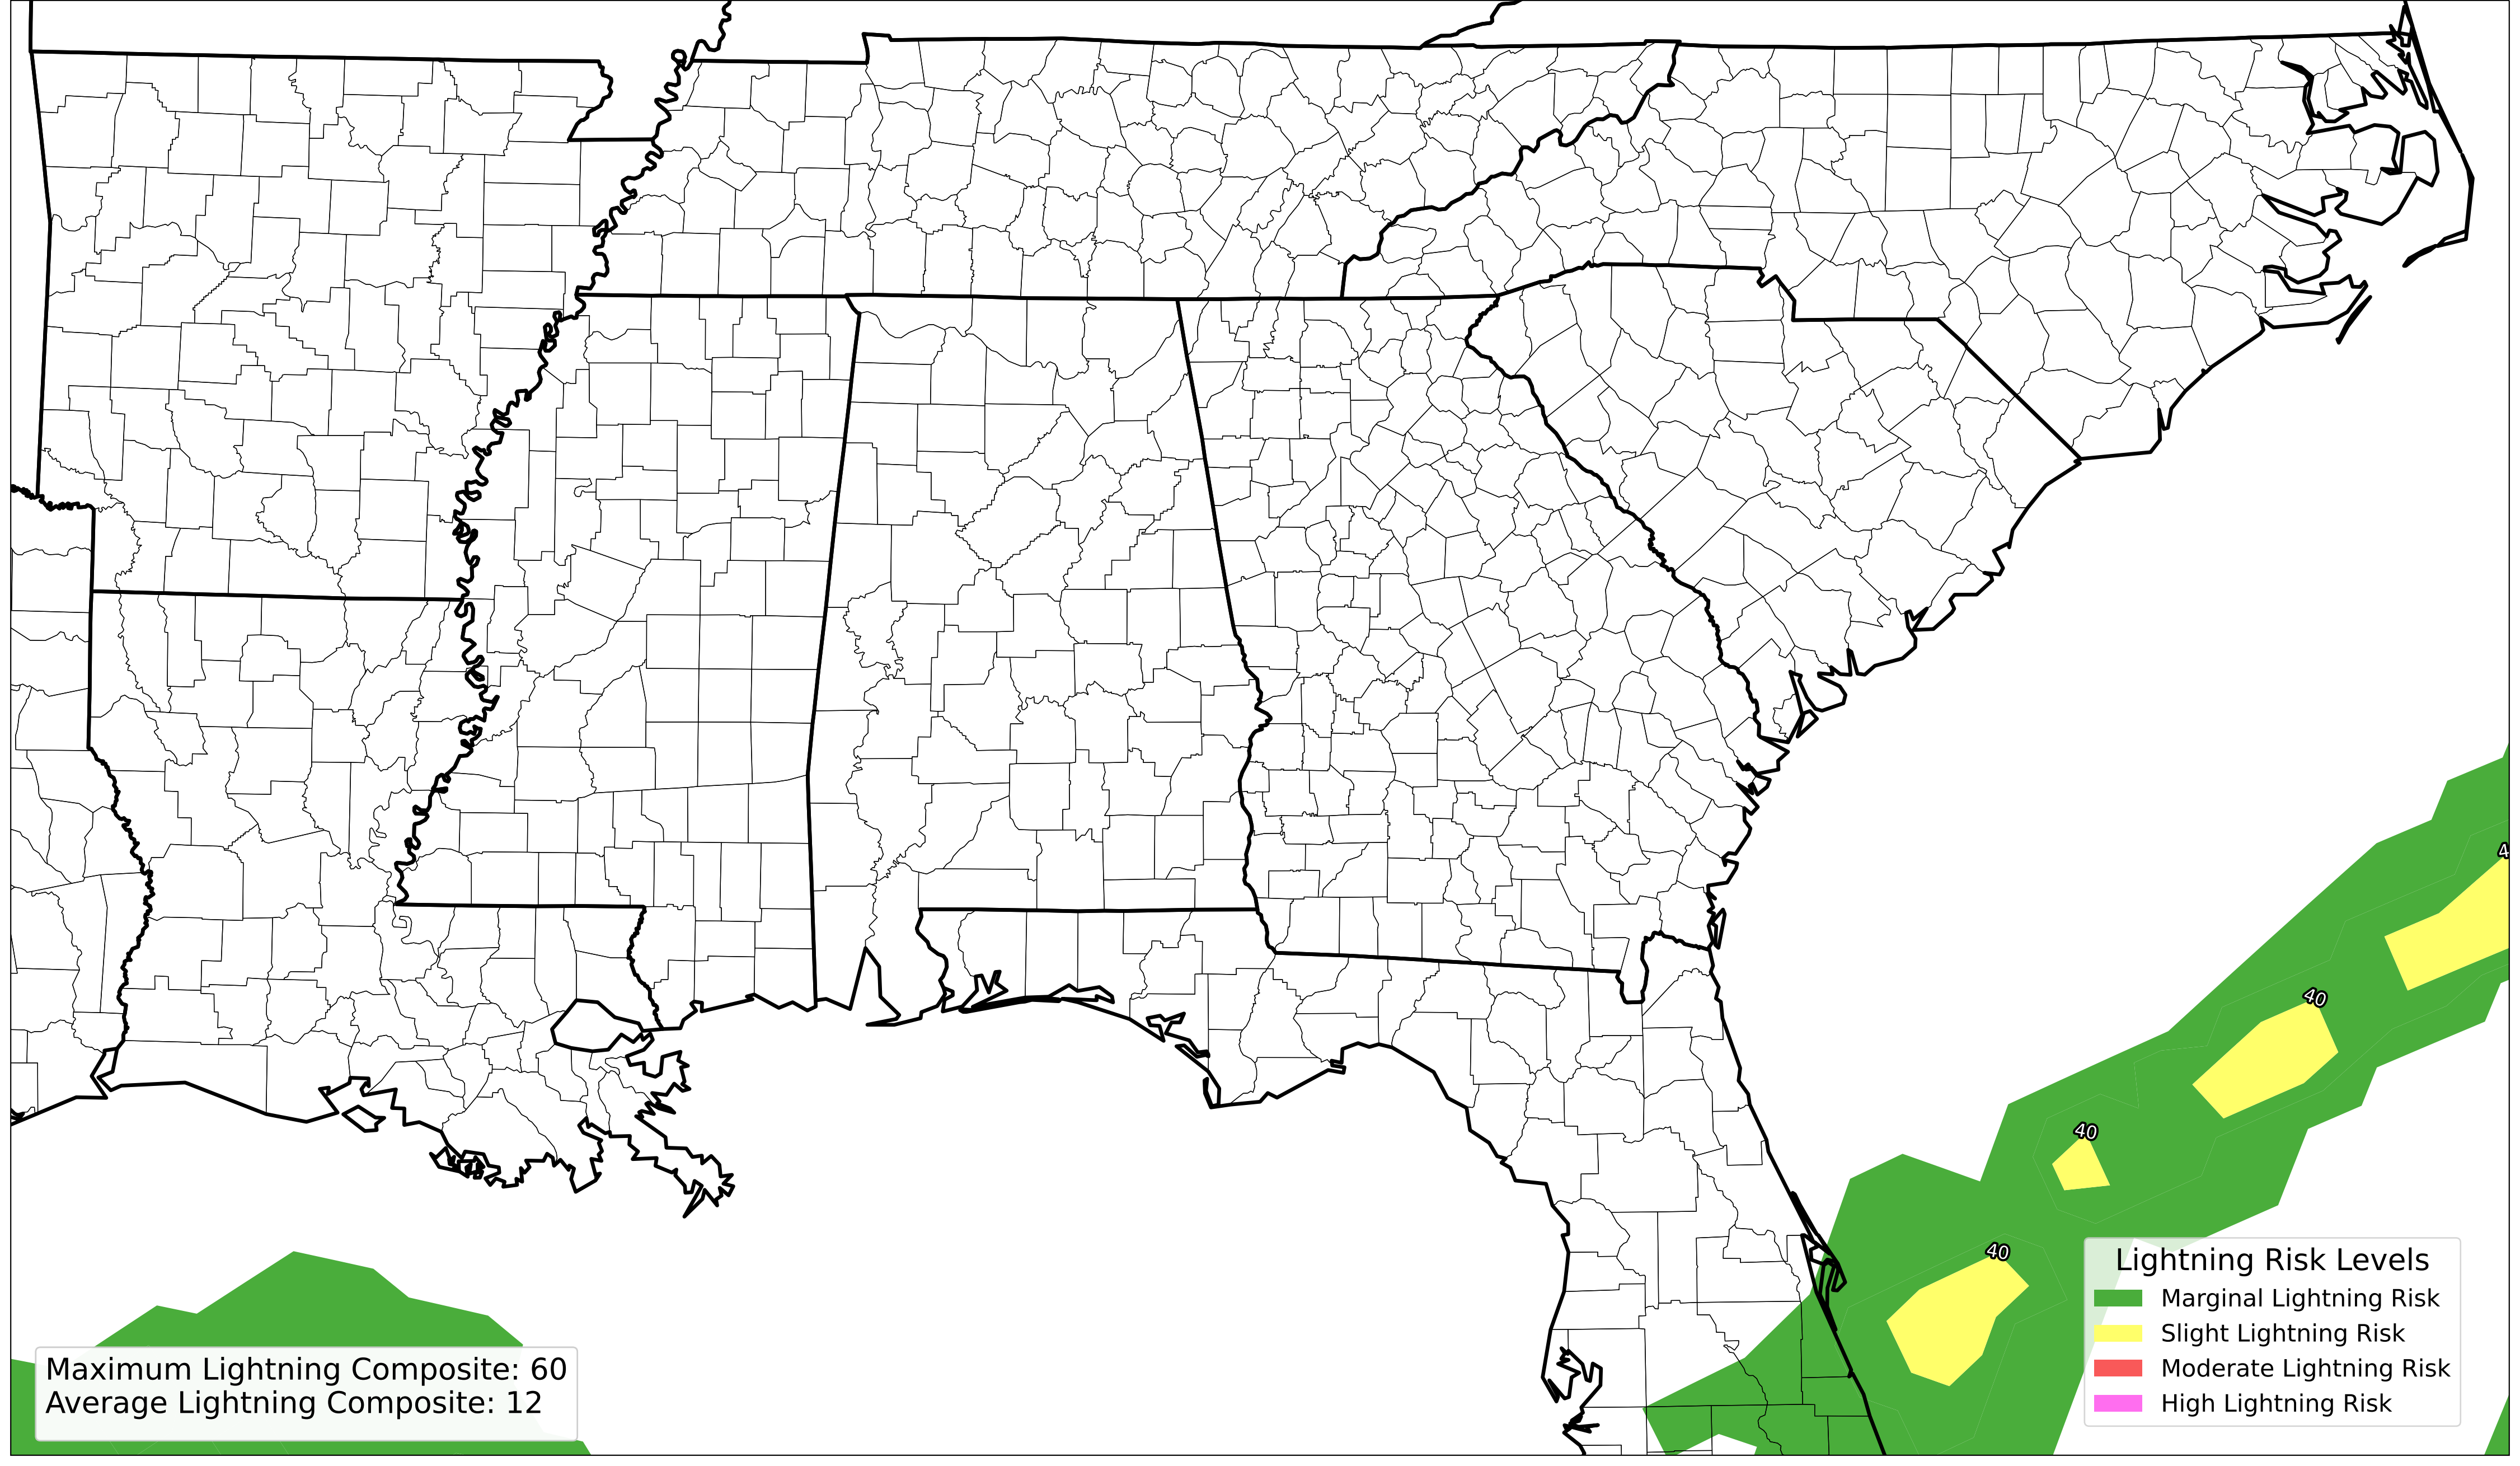 4
40
40
40
Lightning Risk Levels
Marginal Lightning Risk
Slight Lightning Risk
Moderate Lightning Risk
High Lightning Risk
Maximum Lightning Composite: 60
Average Lightning Composite: 12